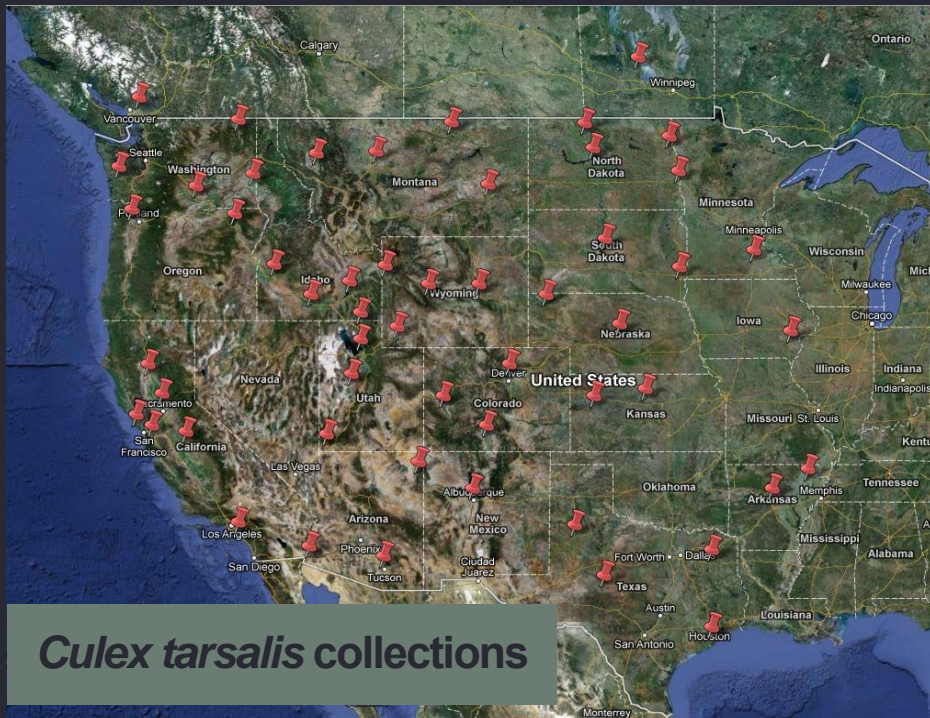 Calgary
Ontario
Winnipeg
Vancouver
Seattle
Washington
North
Dakota
Montana
Minnesota
Portland
Minneapolis
South
Dakota
Wisconsin
Oregon
Idaho
Wyoming
Mich
Milwaukee
Chicago
Iowa
Nebraska
Nevada
Illinois
Indiana
Denver
United States
Indianapolis
Utah
Colorado
Sacramento
Kansas
Missouri
St. Louis
San
Francisco
California
Kentu
Las Vegas
Oklahoma
Tennessee
Albuquerque
Arkansas
Memphis
Arizona
New
Mexico
Los Angeles
Phoenix
Mississippi
Alabama
San Diego
Tucson
Ciudad
Juarez
Fort Worth
Dallas
Texas
Austin
Louisiana
San Antonio
Houston
Monterrey
Culex tarsalis collections